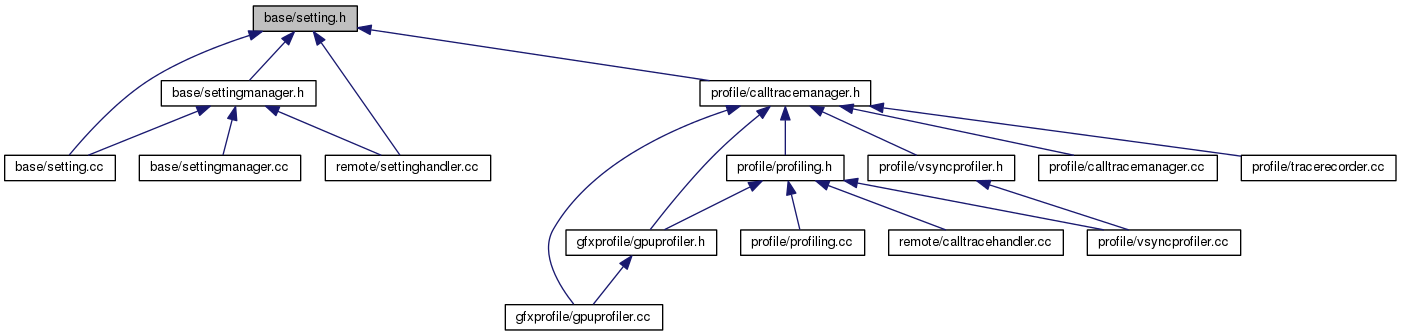 base/setting.h
base/settingmanager.h
profile/calltracemanager.h
base/setting.cc
base/settingmanager.cc
remote/settinghandler.cc
profile/profiling.h
profile/vsyncprofiler.h
profile/calltracemanager.cc
profile/tracerecorder.cc
gfxprofile/gpuprofiler.h
profile/profiling.cc
remote/calltracehandler.cc
profile/vsyncprofiler.cc
gfxprofile/gpuprofiler.cc